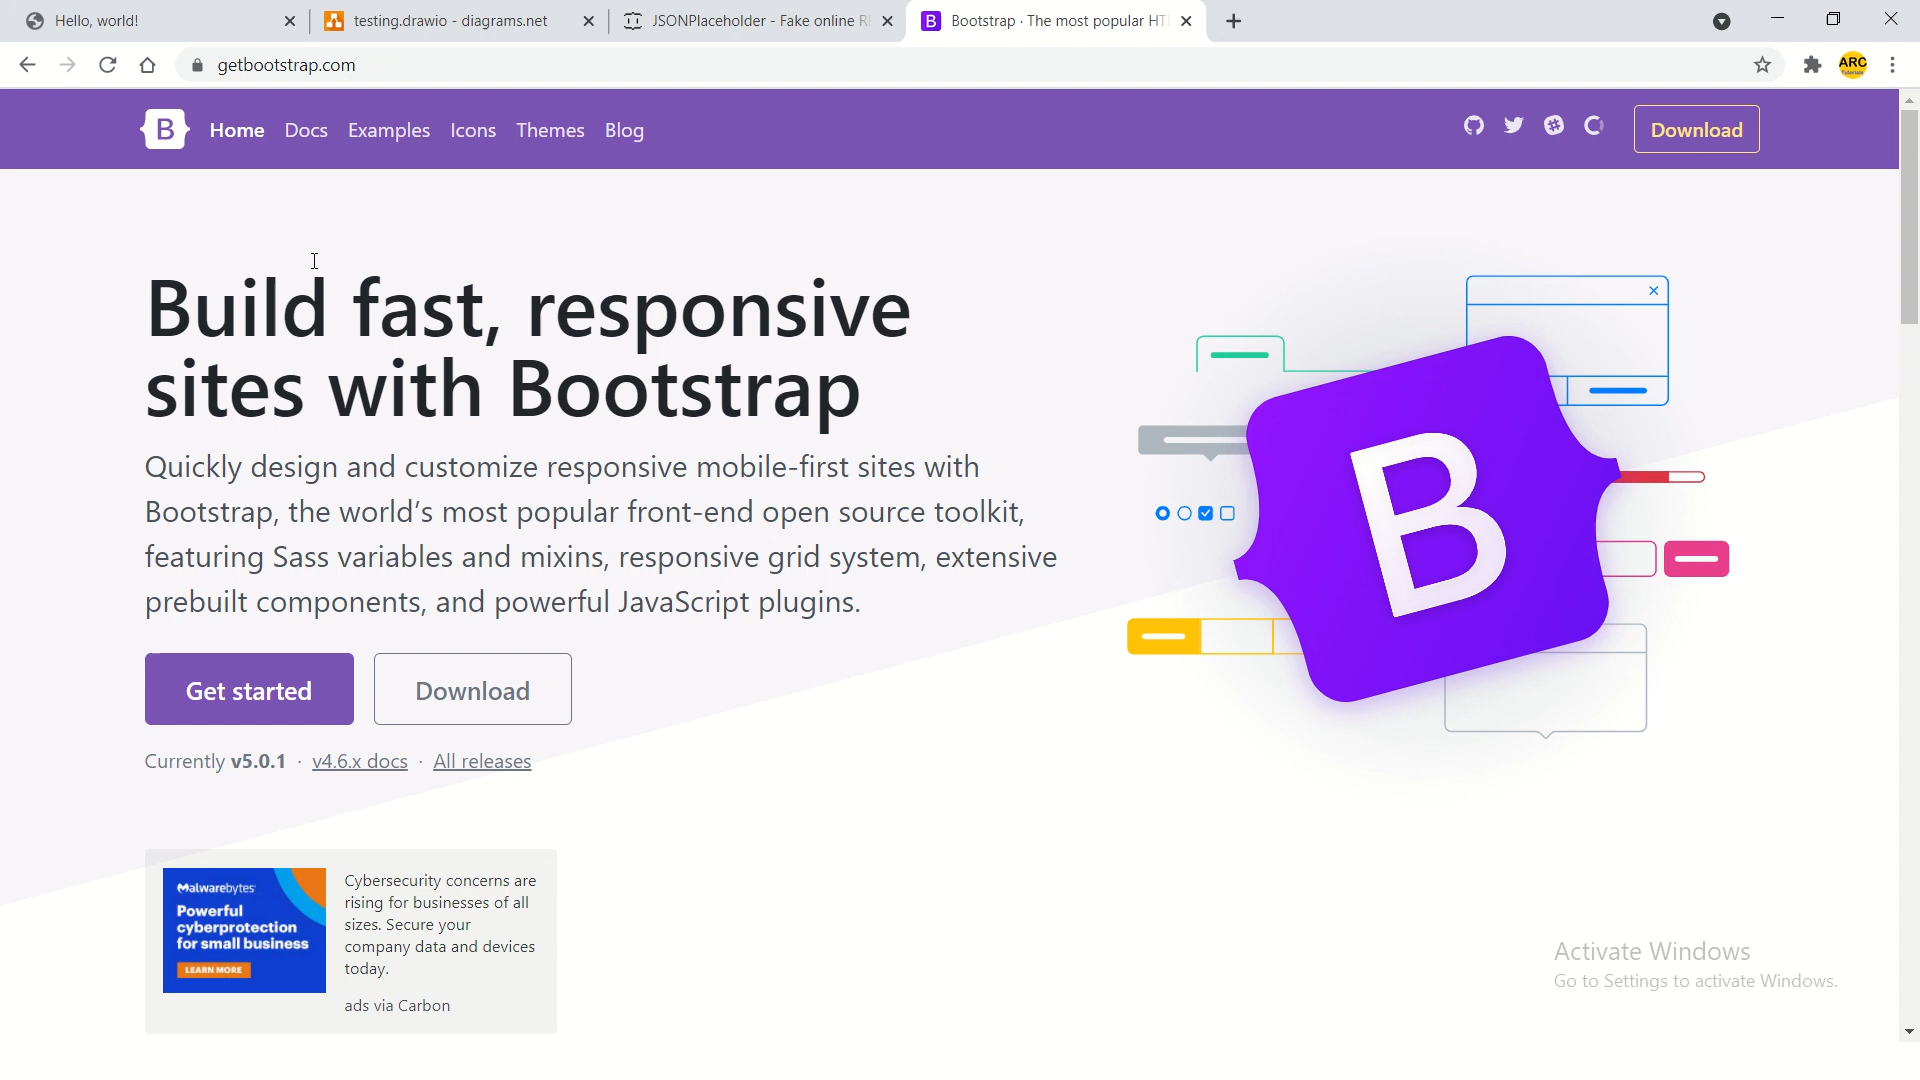 Hello, world!
testing.drawio - diagrams.net
JSONPlaceholder - Fake online RE
Bootstrap · The most popular HT
getbootstrap.com
ARC
Tutorials
B
Home
Docs
Examples
Icons
Themes
Blog
Download
Build fast, responsive
sites with Bootstrap
Quickly design and customize responsive mobile-first sites with
Bootstrap, the world's most popular front-end open source toolkit,
featuring Sass variables and mixins, responsive grid system, extensive
prebuilt components, and powerful JavaScript plugins.
Get started
Download
Currently v5.0.1 · v4.6.x docs · All releases
B
Malwarebytes
Powerful
cyberprotection
for small business
LEARN MORE
Cybersecurity concerns are
rising for businesses of all
sizes. Secure your
company data and devices
today.
ads via Carbon
Activate Windows
Go to Settings to activate Windows.